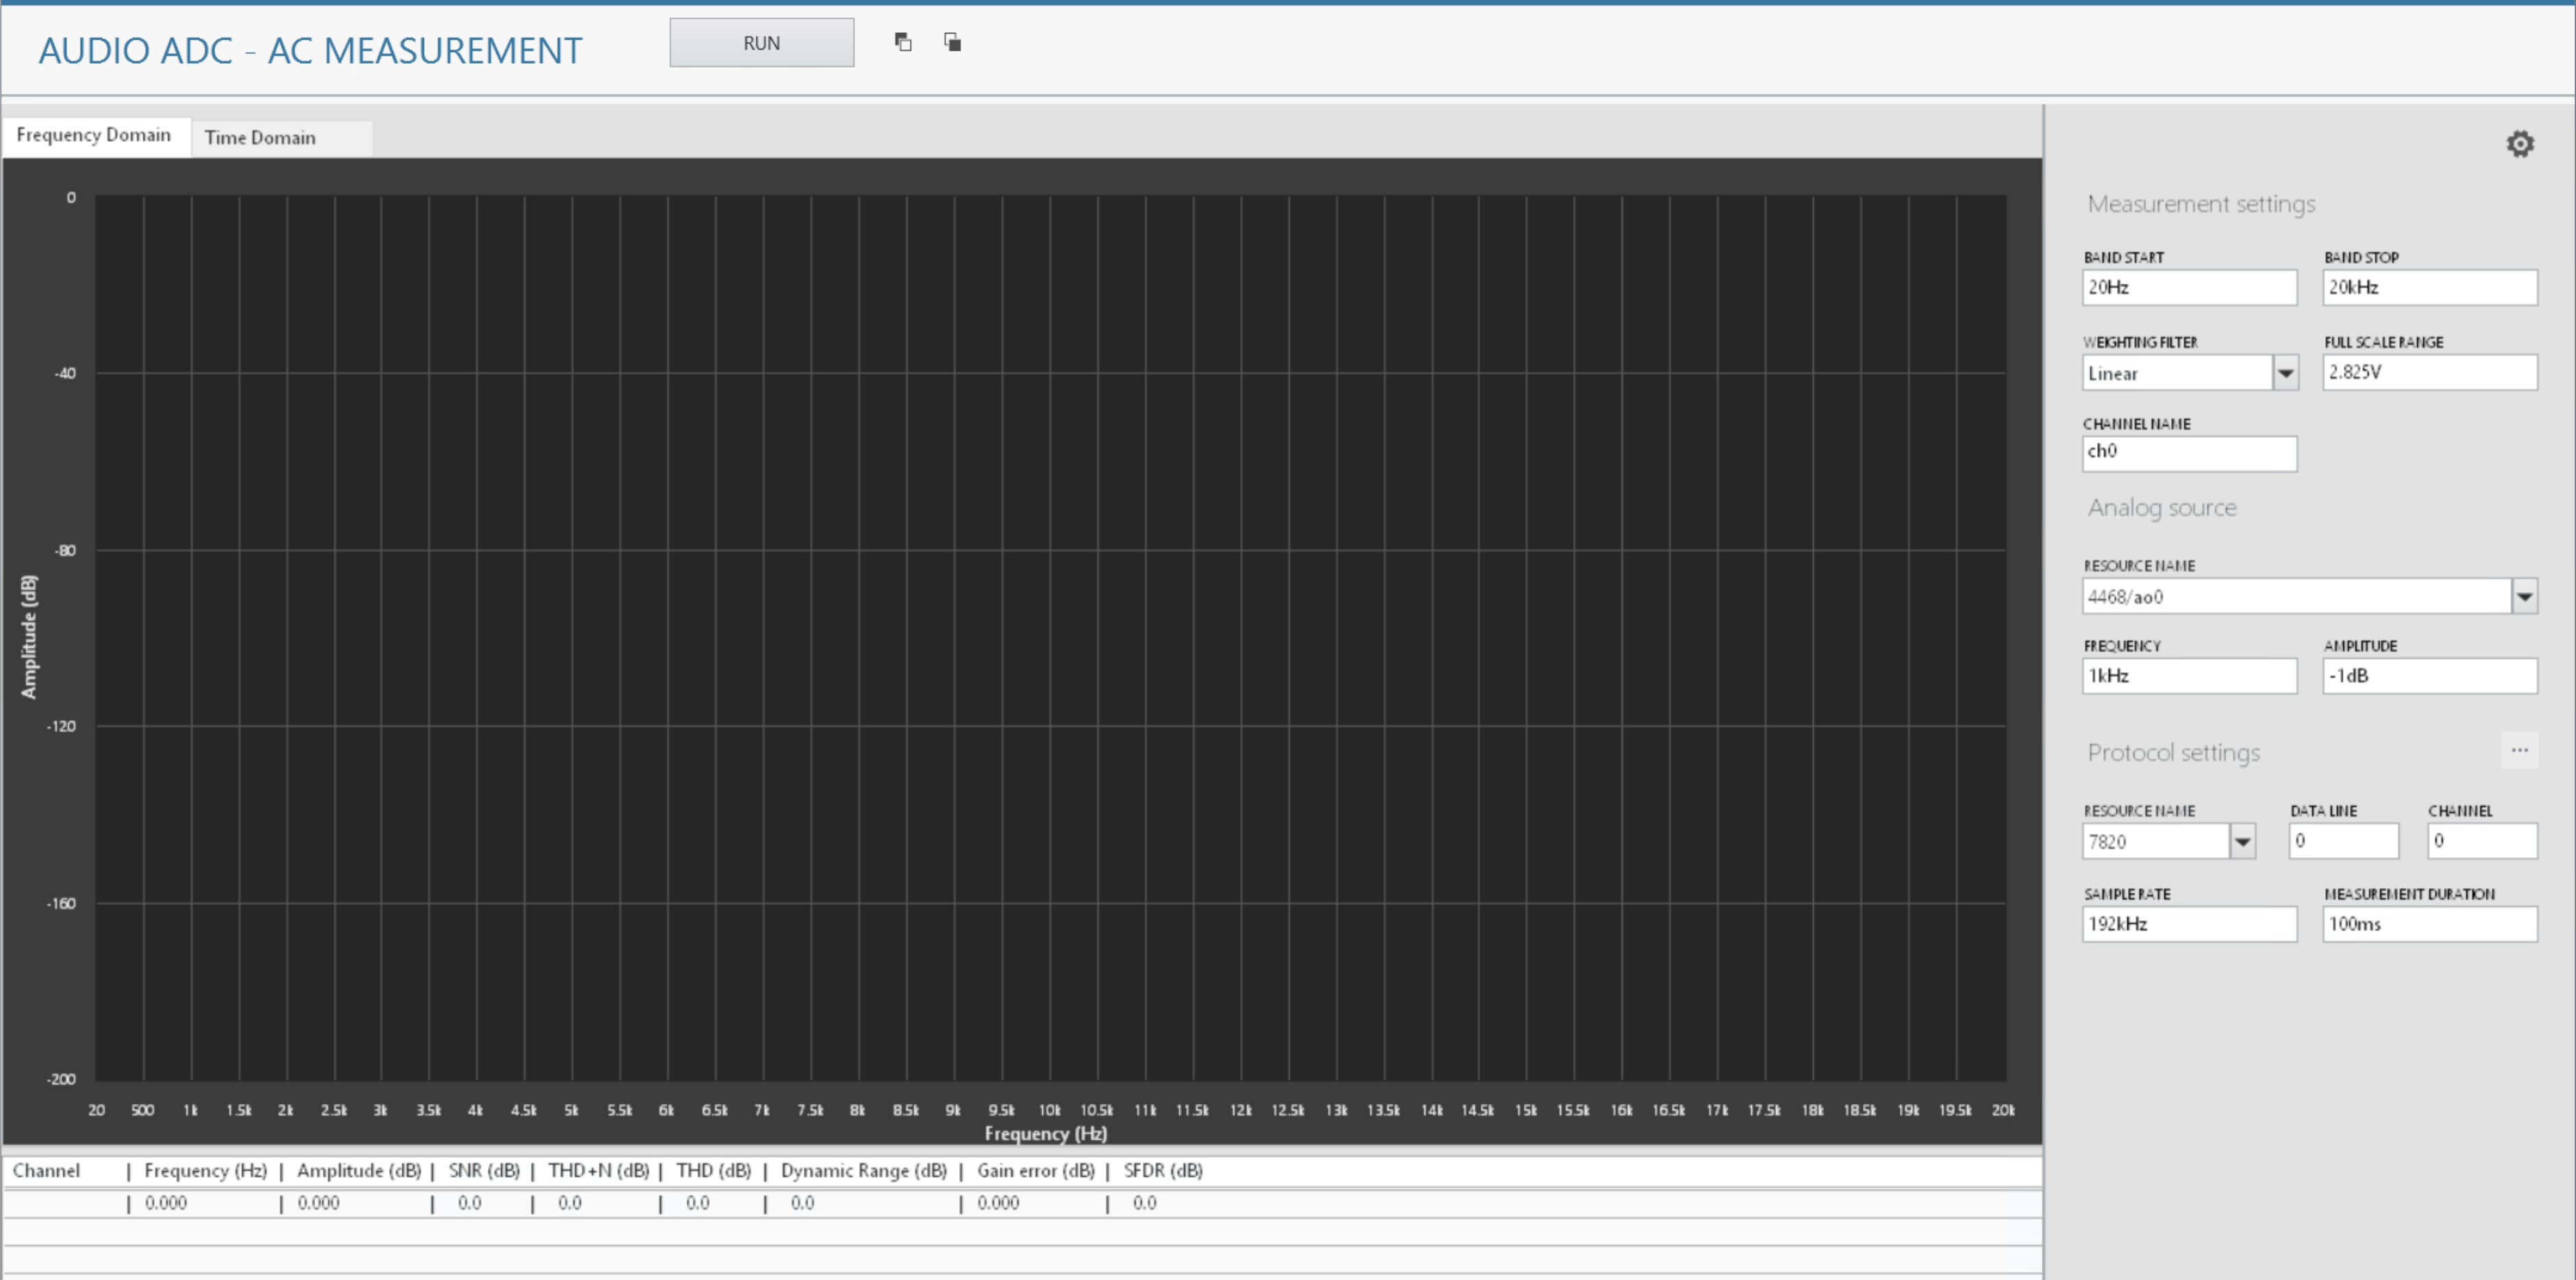 AUDIO ADC - AC MEASUREMENT
RUN
Frequency Domain
Time Domain
0
-40
-80
-120
-160
-200
Amplitude (dB)
20 500 1k 1.5k 2k 2.5k 3k 3.5k 4k 4.5k 5k 5.5k 6k 6.5k 7k 7.5k 8k 8.5k 9k 9.5k 10k 10.5k 11k 11.5k 12k 12.5k 13k 13.5k 14k 14.5k 15k 15.5k 16k 16.5k 17k 17.5k 18k 18.5k 19k 19.5k 20k
Frequency (Hz)
Channel | Frequency (Hz) | Amplitude (dB) | SNR (dB) | THD+N (dB) | THD (dB) | Dynamic Range (dB) | Gain error (dB) | SFDR (dB)
| 0.000 | 0.000 | 0.0 | 0.0 | 0.0 | 0.0 | 0.000 | 0.0
Measurement settings
BAND START BAND STOP
20Hz 20kHz
WEIGHTING FILTER FULL SCALE RANGE
Linear 2.825V
CHANNEL NAME
ch0
Analog source
RESOURCE NAME
4468/ao0
FREQUENCY AMPLITUDE
1kHz -1dB
Protocol settings ...
RESOURCE NAME DATA LINE CHANNEL
7820 0 0
SAMPLE RATE MEASUREMENT DURATION
192kHz 100ms